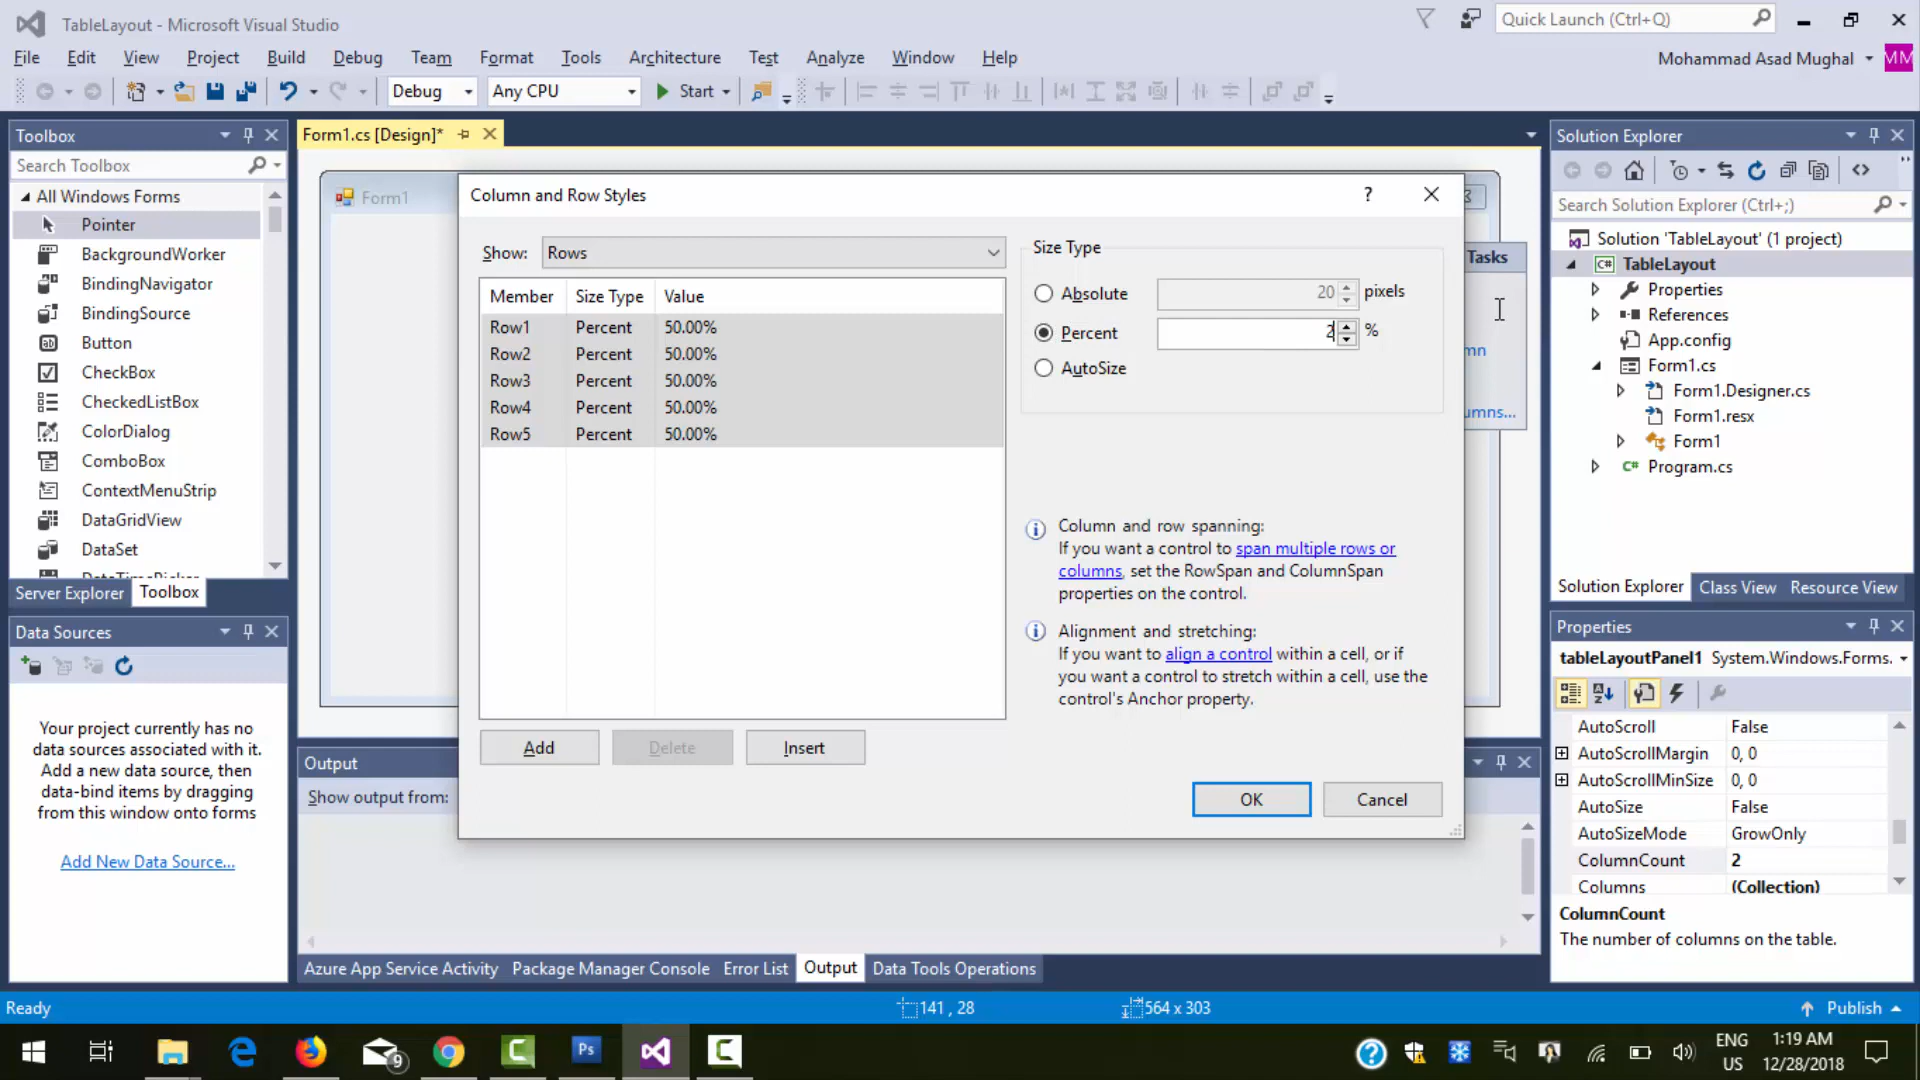 TableLayout - Microsoft Visual Studio
Quick Launch (Ctrl+Q)
File Edit View Project Build Debug Team Format Tools Architecture Test Analyze Window Help
Mohammad Asad Mughal MM
Debug Any CPU Start
Toolbox
Form1.cs [Design]*
Solution Explorer
Search Toolbox
All Windows Forms
Pointer
BackgroundWorker
BindingNavigator
BindingSource
Button
CheckBox
CheckedListBox
ColorDialog
ComboBox
ContextMenuStrip
DataGridView
DataSet
DateTimePicker
Server Explorer Toolbox
Data Sources
Your project currently has no
data sources associated with it.
Add a new data source, then
data-bind items by dragging
from this window onto forms
Add New Data Source...
Form1
Column and Row Styles
?
Show: Rows
Member Size Type Value
Row1 Percent 50.00%
Row2 Percent 50.00%
Row3 Percent 50.00%
Row4 Percent 50.00%
Row5 Percent 50.00%
Add Delete Insert
Size Type
Absolute 20 pixels
Percent 2 %
AutoSize
Column and row spanning:
If you want a control to span multiple rows or
columns, set the RowSpan and ColumnSpan
properties on the control.
Alignment and stretching:
If you want to align a control within a cell, or if
you want a control to stretch within a cell, use the
control's Anchor property.
OK Cancel
Tasks
mn
umns...
Output
Show output from:
Azure App Service Activity Package Manager Console Error List Output Data Tools Operations
Search Solution Explorer (Ctrl+;)
Solution 'TableLayout' (1 project)
C# TableLayout
Properties
References
App.config
Form1.cs
Form1.Designer.cs
Form1.resx
Form1
C# Program.cs
Solution Explorer Class View Resource View
Properties
tableLayoutPanel1 System.Windows.Forms.
AutoScroll False
AutoScrollMargin 0, 0
AutoScrollMinSize 0, 0
AutoSize False
AutoSizeMode GrowOnly
ColumnCount 2
Columns (Collection)
ColumnCount
The number of columns on the table.
Ready
141 , 28
564 x 303
Publish
9
Ps
ENG
US
1:19 AM
12/28/2018